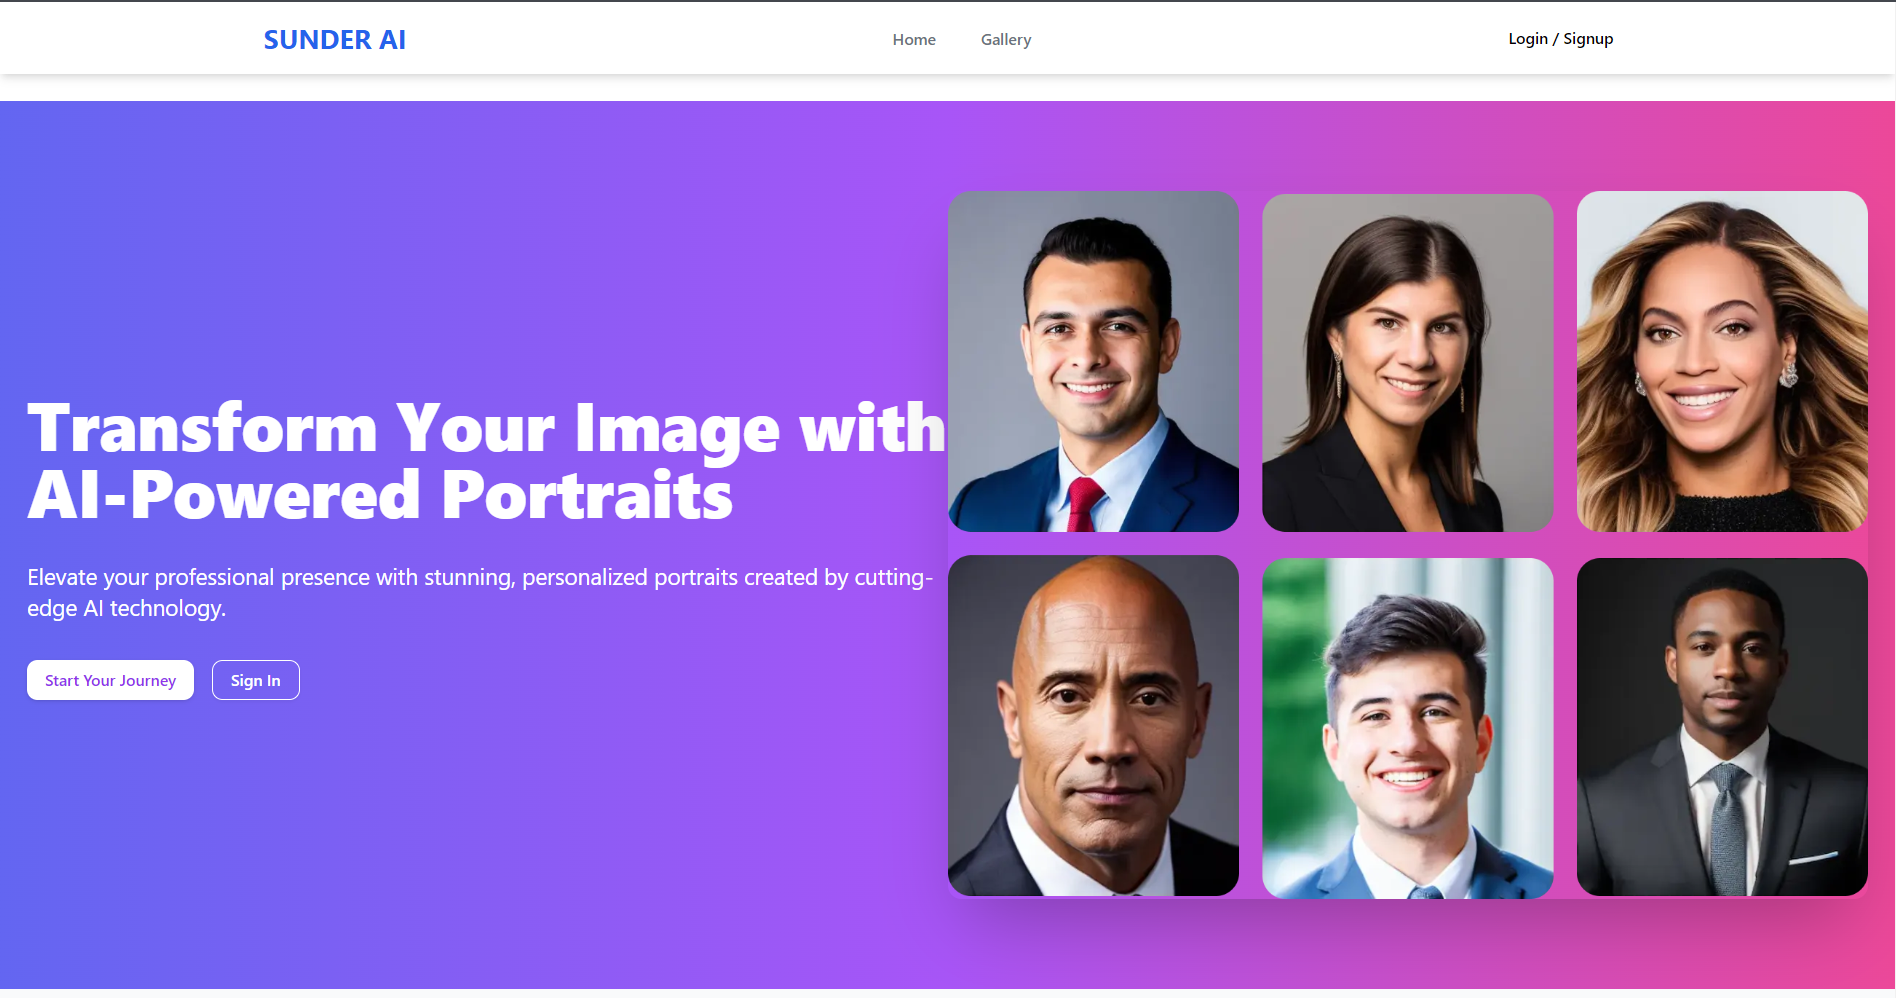 SUNDER AI
Home
Gallery
Login / Signup
Transform Your Image with
AI-Powered Portraits
Elevate your professional presence with stunning, personalized portraits created by cutting-
edge AI technology.
Start Your Journey
Sign In